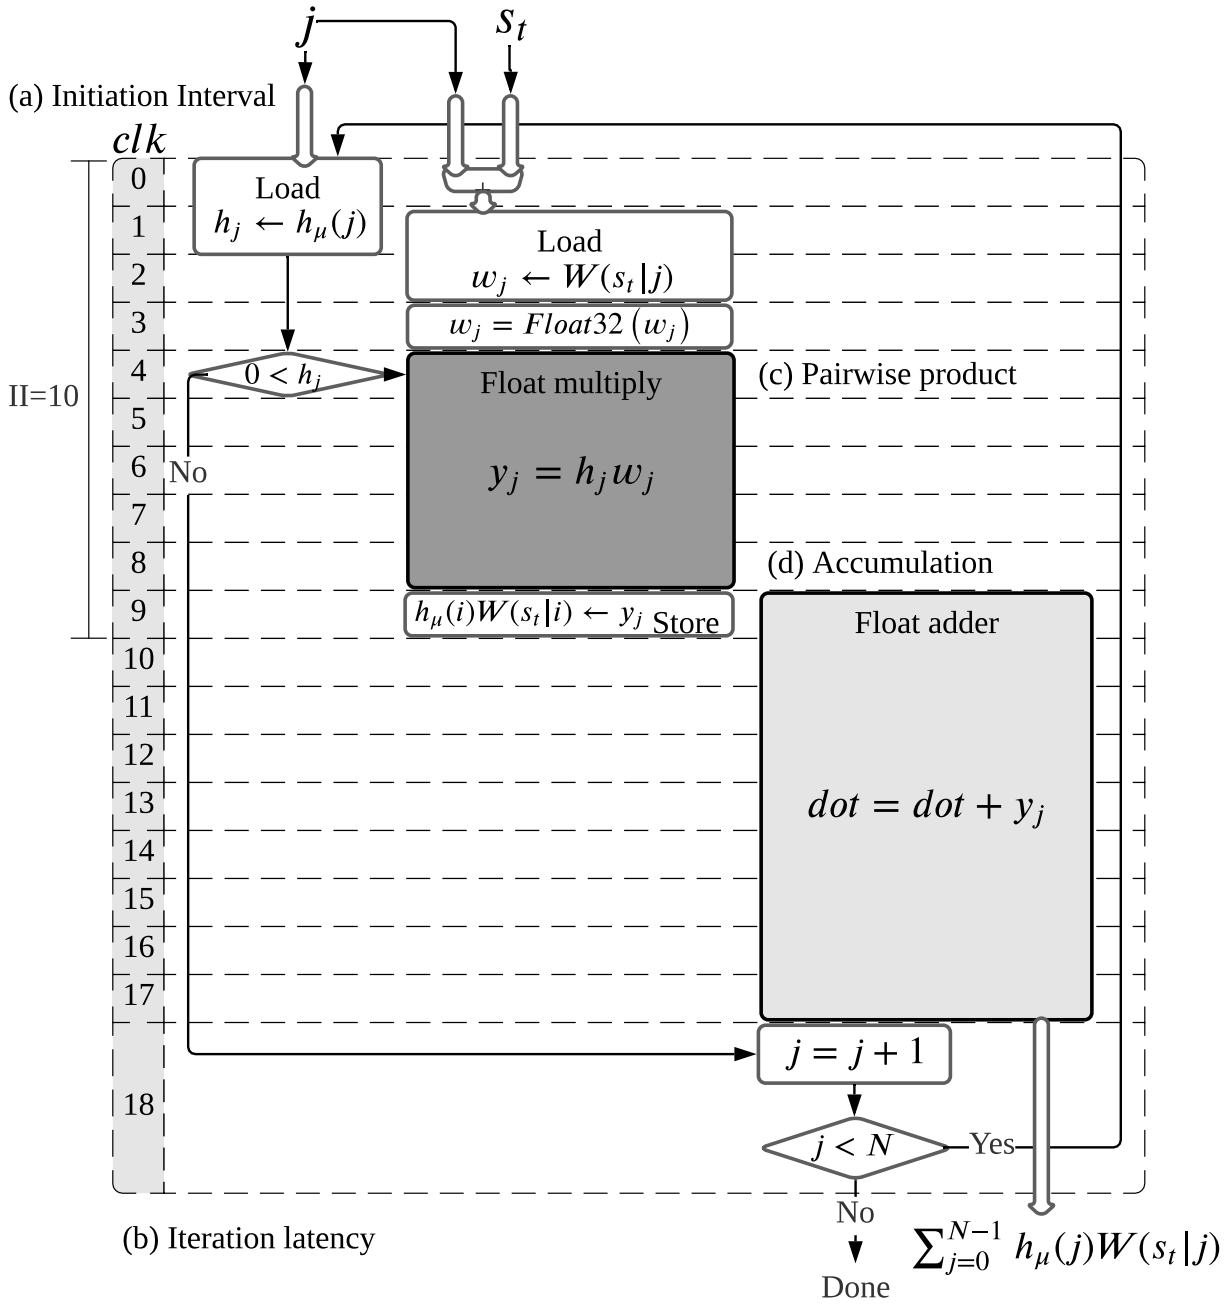 j
s_t
(a) Initiation Interval
clk
0
Load
h_j ← h_μ(j)
1
Load
w_j ← W(s_t|j)
2
3
w_j = Float32 (w_j)
II=10
4
0 < h_j
Float multiply
(c) Pairwise product
5
6
No
y_j = h_j w_j
7
8
(d) Accumulation
9
h_μ(i)W(s_t|i) ← y_j Store
Float adder
10
11
12
13
dot = dot + y_j
14
15
16
17
j = j + 1
18
j < N
Yes
No
(b) Iteration latency
∑_{j=0}^{N−1} h_μ(j)W(s_t|j)
Done